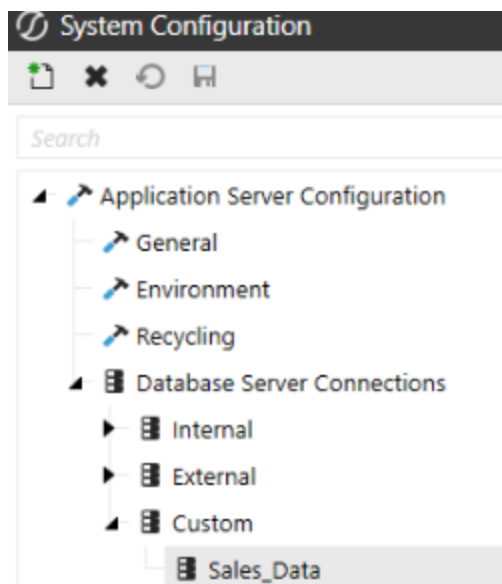 System Configuration
Search
Application Server Configuration
General
Environment
Recycling
Database Server Connections
Internal
External
Custom
Sales_Data